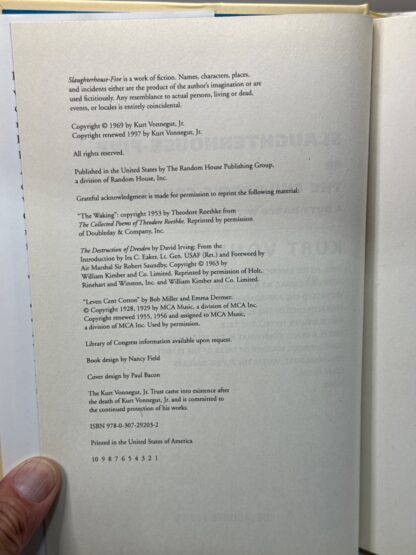 Slaughterhouse-Five is a work of fiction. Names, characters, places,
and incidents either are the product of the author's imagination or are
used fictitiously. Any resemblance to actual persons, living or dead,
events, or locales is entirely coincidental.
Copyright © 1969 by Kurt Vonnegut, Jr.
Copyright renewed 1997 by Kurt Vonnegut, Jr.
All rights reserved.
Published in the United States by The Random House Publishing Group,
a division of Random House, Inc.
Grateful acknowledgment is made for permission to reprint the following material:
"The Waking": copyright 1953 by Theodore Roethke from
The Collected Poems of Theodore Roethke. Reprinted by permission
of Doubleday & Company, Inc.
The Destruction of Dresden by David Irving: From the
Introduction by Ira C. Eaker, Lt. Gen. USAF (Ret.) and Foreword by
Air Marshal Sir Robert Saundby. Copyright © 1963 by
William Kimber and Co. Limited. Reprinted by permission of Holt,
Rinehart and Winston, Inc. and William Kimber and Co. Limited.
"Leven Cent Cotton" by Bob Miller and Emma Dermer:
© Copyright 1928, 1929 by MCA Music, a division of MCA Inc.
Copyright renewed 1955, 1956 and assigned to MCA Music,
a division of MCA Inc. Used by permission.
Library of Congress information available upon request.
Book design by Nancy Field
Cover design by Paul Bacon
The Kurt Vonnegut, Jr. Trust came into existence after
the death of Kurt Vonnegut, Jr. and is committed to
the continued protection of his works.
ISBN 978-0-307-29203-2
Printed in the United States of America
10 9 8 7 6 5 4 3 2 1